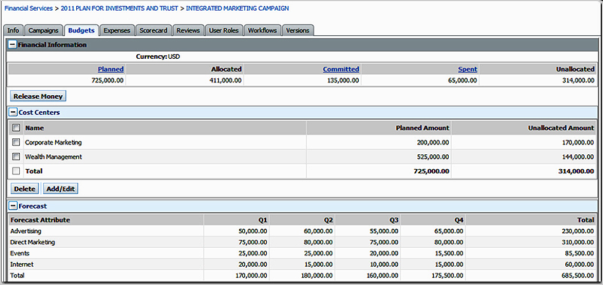 Financial Services > 2011 PLAN FOR INVESTMENTS AND TRUST > INTEGRATED MARKETING CAMPAIGN
Info Campaigns Budgets Expenses Scorecard Reviews User Roles Workflows Versions
Financial Information
Currency: USD
Planned Allocated Committed Spent Unallocated
725,000.00 411,000.00 135,000.00 65,000.00 314,000.00
Release Money
Cost Centers
Name Planned Amount Unallocated Amount
Corporate Marketing 200,000.00 170,000.00
Wealth Management 525,000.00 144,000.00
Total 725,000.00 314,000.00
Delete Add/Edit
Forecast
Forecast Attribute Q1 Q2 Q3 Q4 Total
Advertising 50,000.00 60,000.00 55,000.00 65,000.00 230,000.00
Direct Marketing 75,000.00 80,000.00 75,000.00 80,000.00 310,000.00
Events 25,000.00 25,000.00 20,000.00 15,500.00 85,500.00
Internet 20,000.00 15,000.00 10,000.00 15,000.00 60,000.00
Total 170,000.00 180,000.00 160,000.00 175,500.00 685,500.00